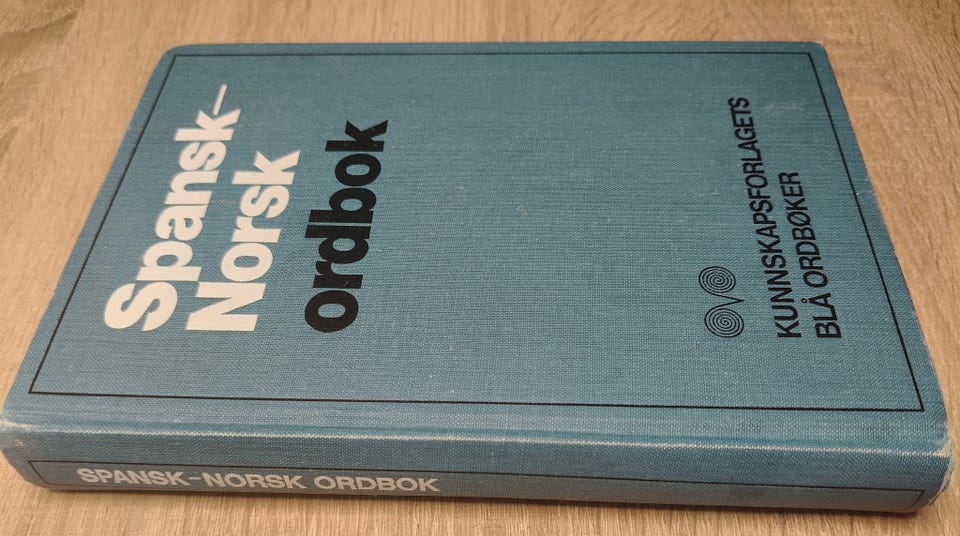 Spansk–
Norsk
ordbok
KUNNSKAPSFORLAGETS
BLÅ ORDBØKER
SPANSK-NORSK ORDBOK